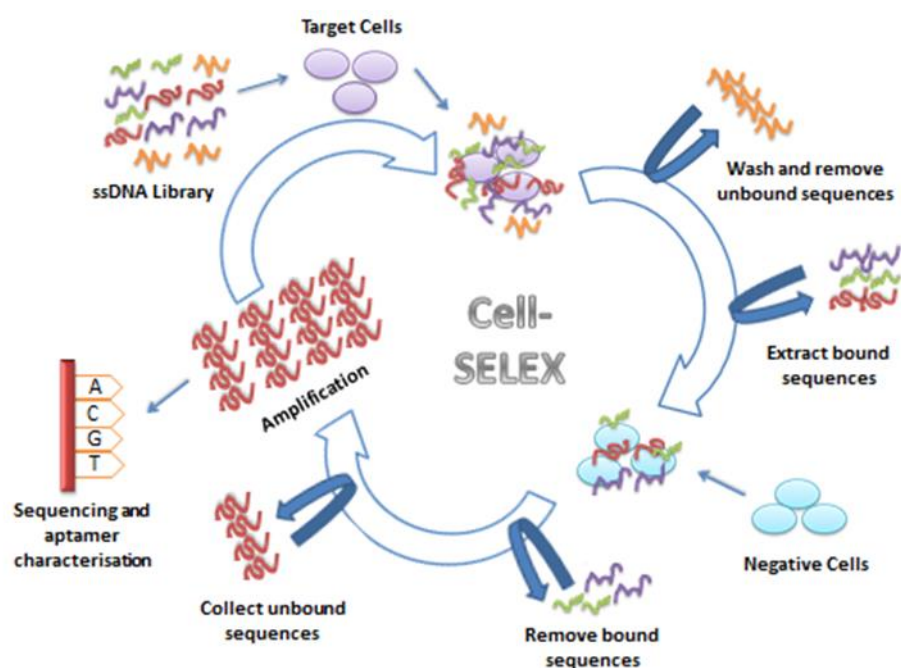 Target Cells
ssDNA Library
Wash and remove
unbound sequences
Cell-
SELEX
Extract bound
sequences
Amplification
A
C
G
T
Sequencing and
aptamer
characterisation
Collect unbound
sequences
Remove bound
sequences
Negative Cells